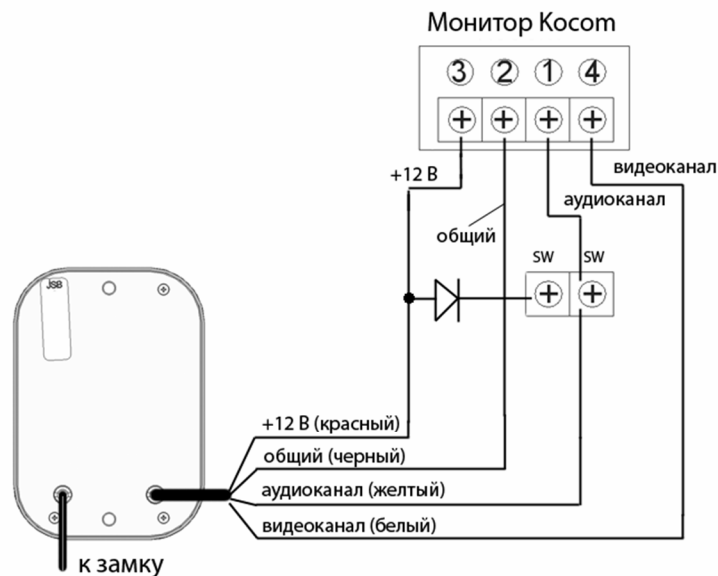 Монитор Kocom
3 2 1 4
+12 В
видеоканал
аудиоканал
общий
SW SW
JSB
+12 В (красный)
общий (черный)
аудиоканал (желтый)
видеоканал (белый)
к замку